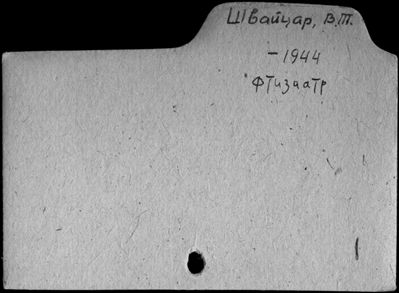 Швайцар, В.Т.
– 1944
фтизиатр